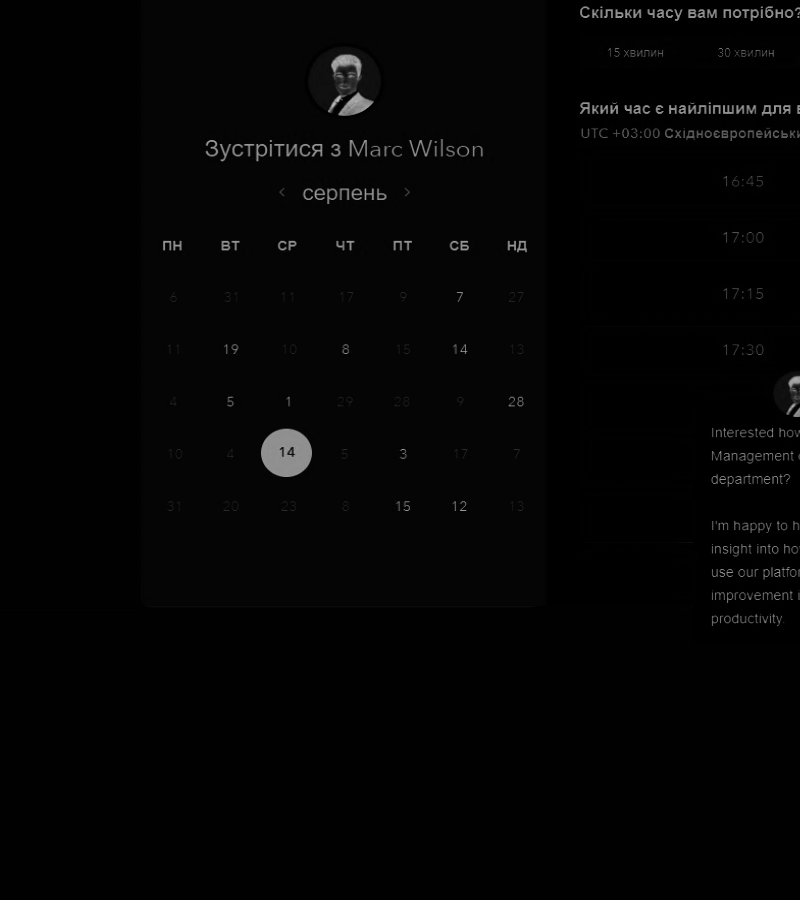 Зустрітися з Marc Wilson
< серпень >
ПН ВТ СР ЧТ ПТ СБ НД
6 31 11 17 9 7 27
11 19 10 8 15 14 13
4 5 1 29 28 9 28
10 4 14 5 3 17 7
31 20 23 8 15 12 13
Скільки часу вам потрібно?
15 хвилин 30 хвилин
Який час є найліпшим для
UTC +03:00
16:45
17:00
17:15
17:30
Interested how
Management
department?
I'm happy to
insight into
use our
improvement
productivity.